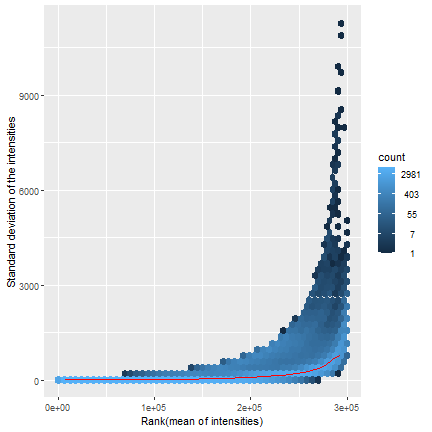 Standard deviation of the intensities
9000
6000
3000
0
0e+00 1e+05 2e+05 3e+05
Rank(mean of intensities)
count
2981
403
55
7
1